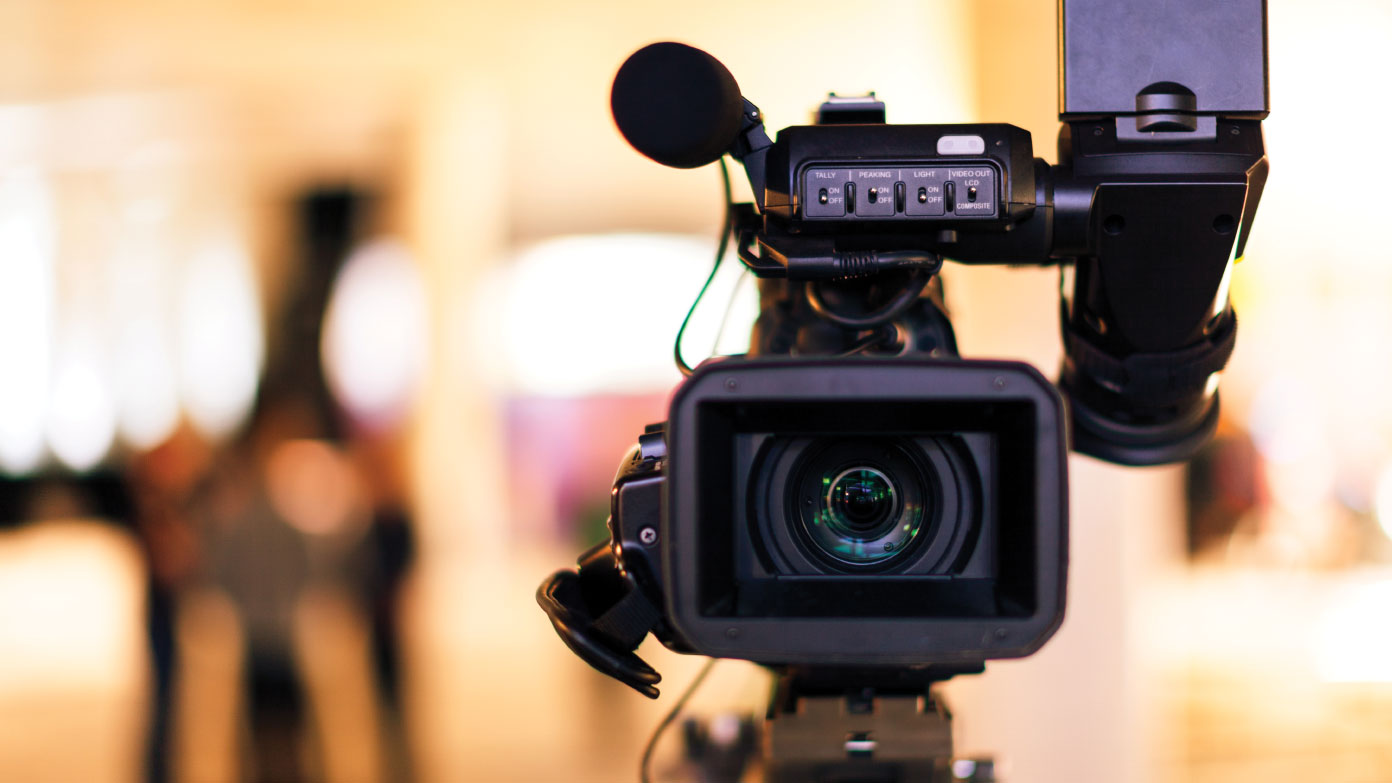 TALLY | PEAKING | LIGHT | VIDEO OUT
LCD
ON ON ON
OFF OFF OFF
COMPOSITE